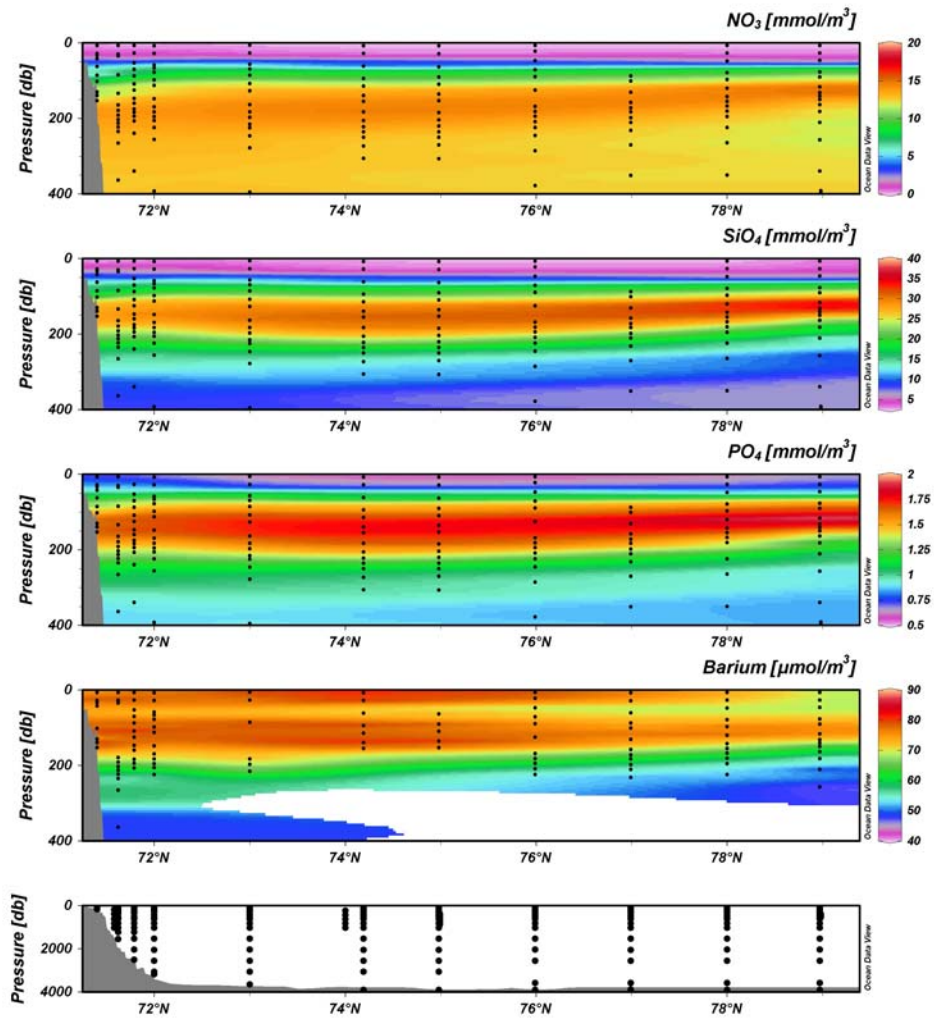 NO₃ [mmol/m³]
Pressure [db]
0
200
400
72°N 74°N 76°N 78°N
20
15
10
5
0
Ocean Data View
SiO₄ [mmol/m³]
Pressure [db]
0
200
400
72°N 74°N 76°N 78°N
40
35
30
25
20
15
10
5
Ocean Data View
PO₄ [mmol/m³]
Pressure [db]
0
200
400
72°N 74°N 76°N 78°N
2
1.75
1.5
1.25
1
0.75
0.5
Ocean Data View
Barium [µmol/m³]
Pressure [db]
0
200
400
72°N 74°N 76°N 78°N
90
80
70
60
50
40
Ocean Data View
Pressure [db]
0
2000
4000
72°N 74°N 76°N 78°N
Ocean Data View